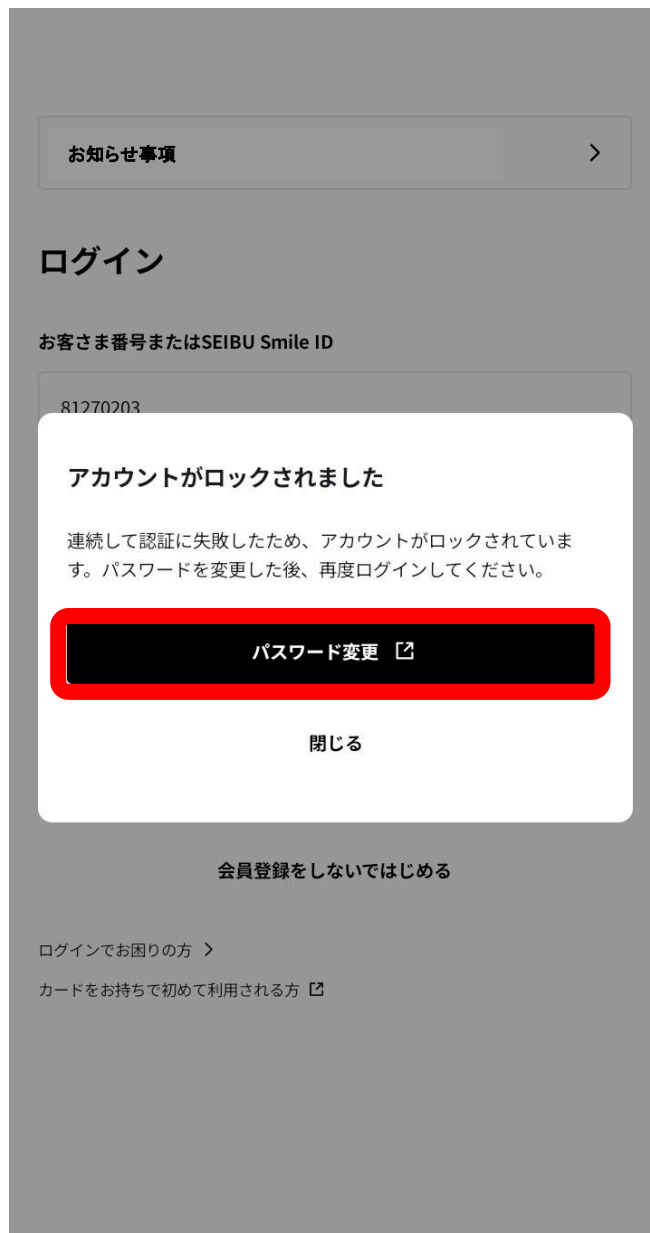 お知らせ事項
ログイン
お客さま番号またはSEIBU Smile ID
81270203
アカウントがロックされました
連続して認証に失敗したため、アカウントがロックされていま
す。パスワードを変更した後、再度ログインしてください。
パスワード変更
閉じる
会員登録をしないではじめる
ログインでお困りの方
カードをお持ちで初めて利用される方